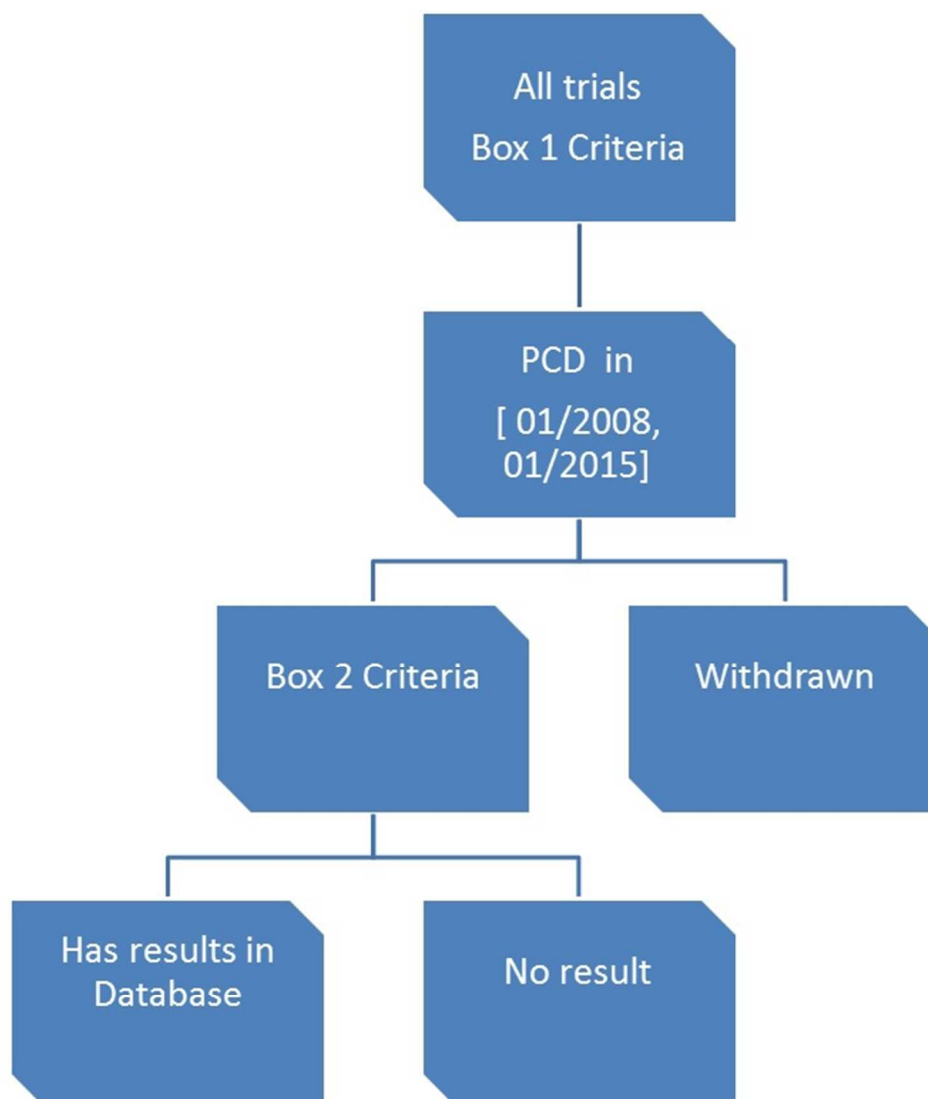 All trials
Box 1 Criteria
PCD in
[ 01/2008,
01/2015]
Box 2 Criteria
Withdrawn
Has results in
Database
No result